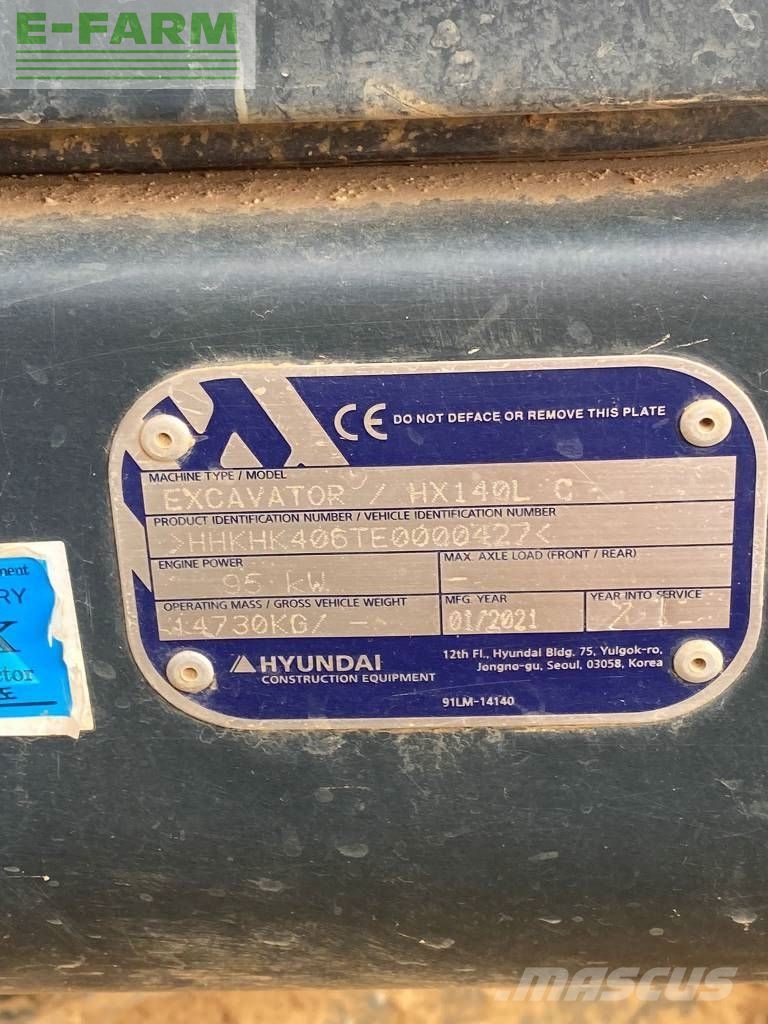 E-FARM
CE DO NOT DEFACE OR REMOVE THIS PLATE
MACHINE TYPE / MODEL
EXCAVATOR / HX140L C
PRODUCT IDENTIFICATION NUMBER / VEHICLE IDENTIFICATION NUMBER
>HHKHK406TE0000427<
ENGINE POWER
95 kW
MAX. AXLE LOAD (FRONT / REAR)
-
OPERATING MASS / GROSS VEHICLE WEIGHT
14730KG/ -
MFG. YEAR
01/2021
YEAR INTO SERVICE
HYUNDAI
CONSTRUCTION EQUIPMENT
12th Fl., Hyundai Bldg. 75, Yulgok-ro,
Jongno-gu, Seoul, 03058, Korea
91LM-14140
ment
RY
X
ctor
MASCUS